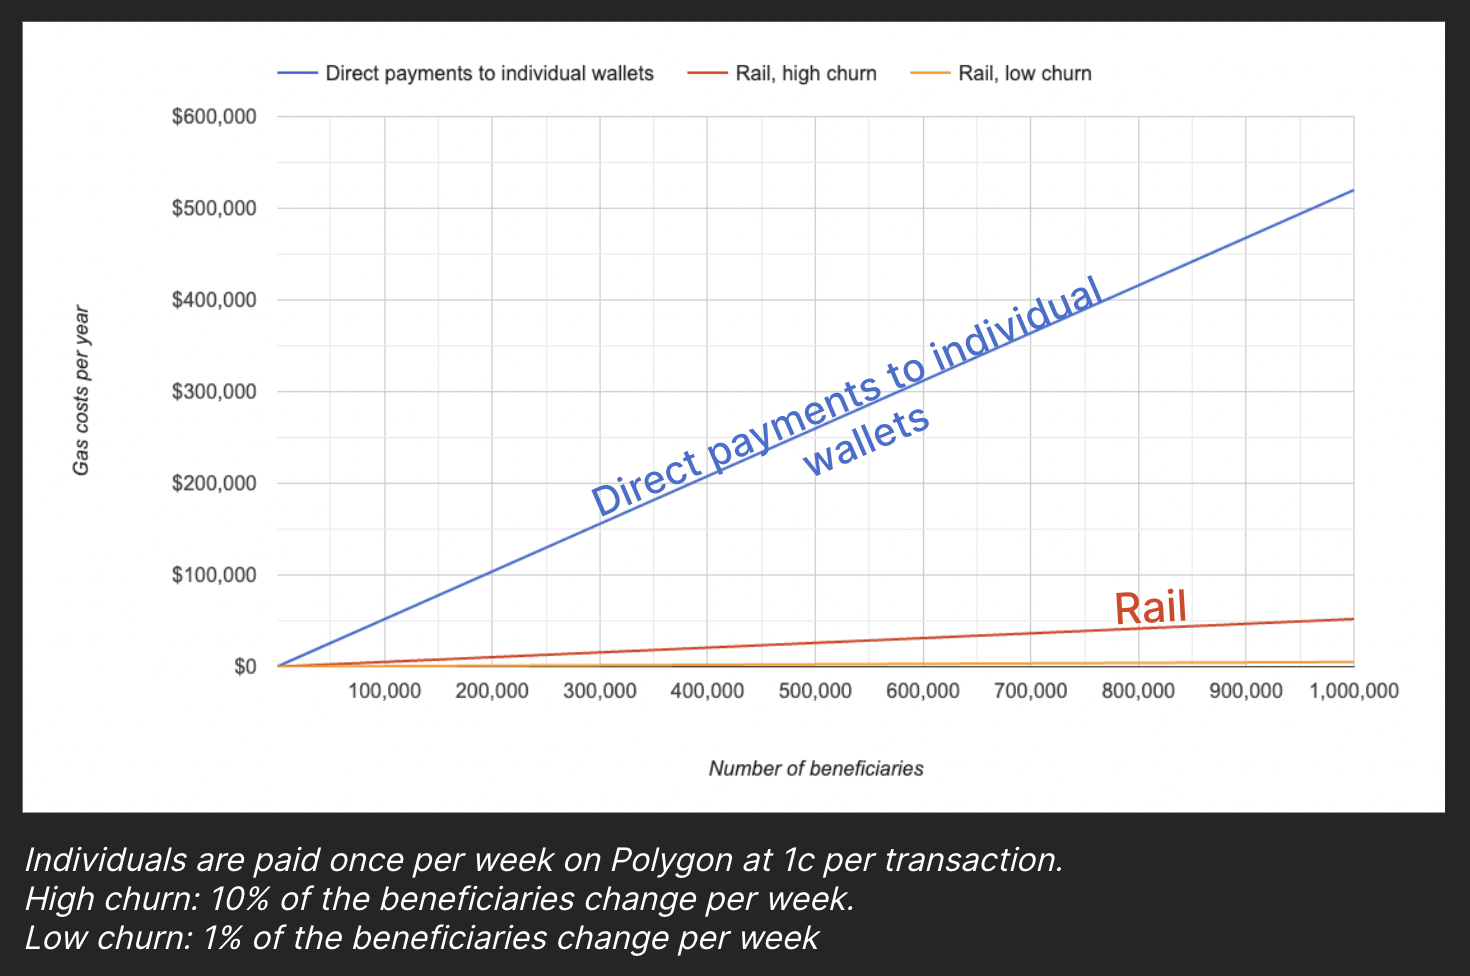 Direct payments to individual wallets
Rail, high churn
Rail, low churn
$600,000
$500,000
$400,000
$300,000
$200,000
$100,000
$0
Gas costs per year
Direct payments to individual
wallets
Rail
100,000
200,000
300,000
400,000
500,000
600,000
700,000
800,000
900,000
1,000,000
Number of beneficiaries
Individuals are paid once per week on Polygon at 1c per transaction.
High churn: 10% of the beneficiaries change per week.
Low churn: 1% of the beneficiaries change per week